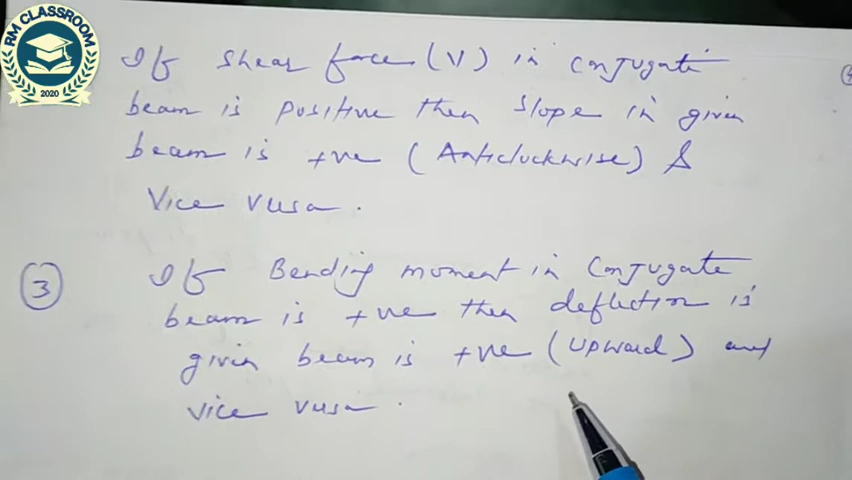 RM CLASSROOM
2020
If shear force (V) in conjugate
beam is positive then slope in given
beam is +ve (Anticlockwise) &
Vice versa.
3 If Bending moment in Conjugate
beam is +ve then deflection is
given beam is +ve (Upward) and
vice versa.